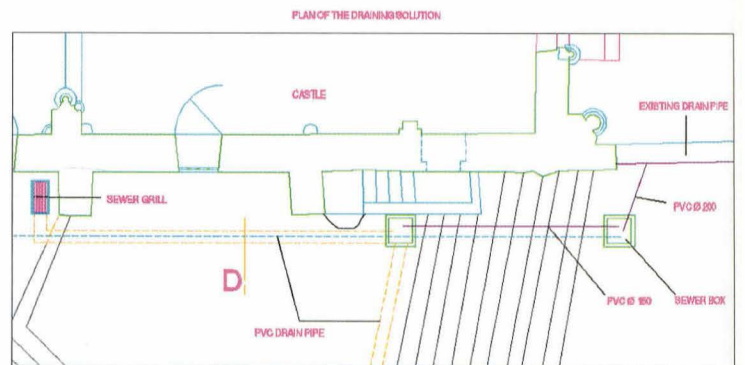 PLAN OF THE DRAINING SOLUTION
CASTLE
EXISTING DRAIN PIPE
SEWER GRILL
PVC Ø 200
D
PVC Ø 160
SEWER BOX
PVC DRAIN PIPE